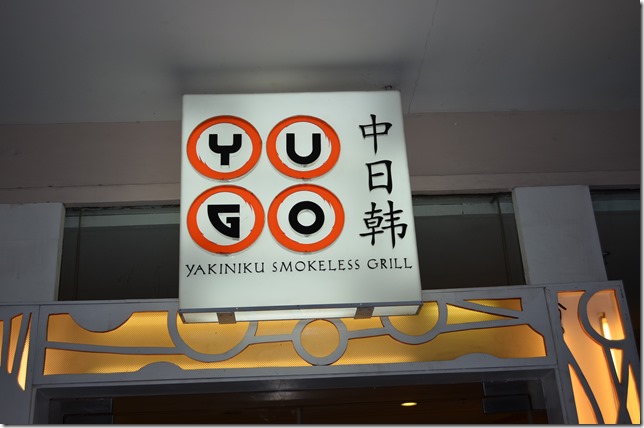 YU
GO
中日韩
YAKINIKU SMOKELESS GRILL